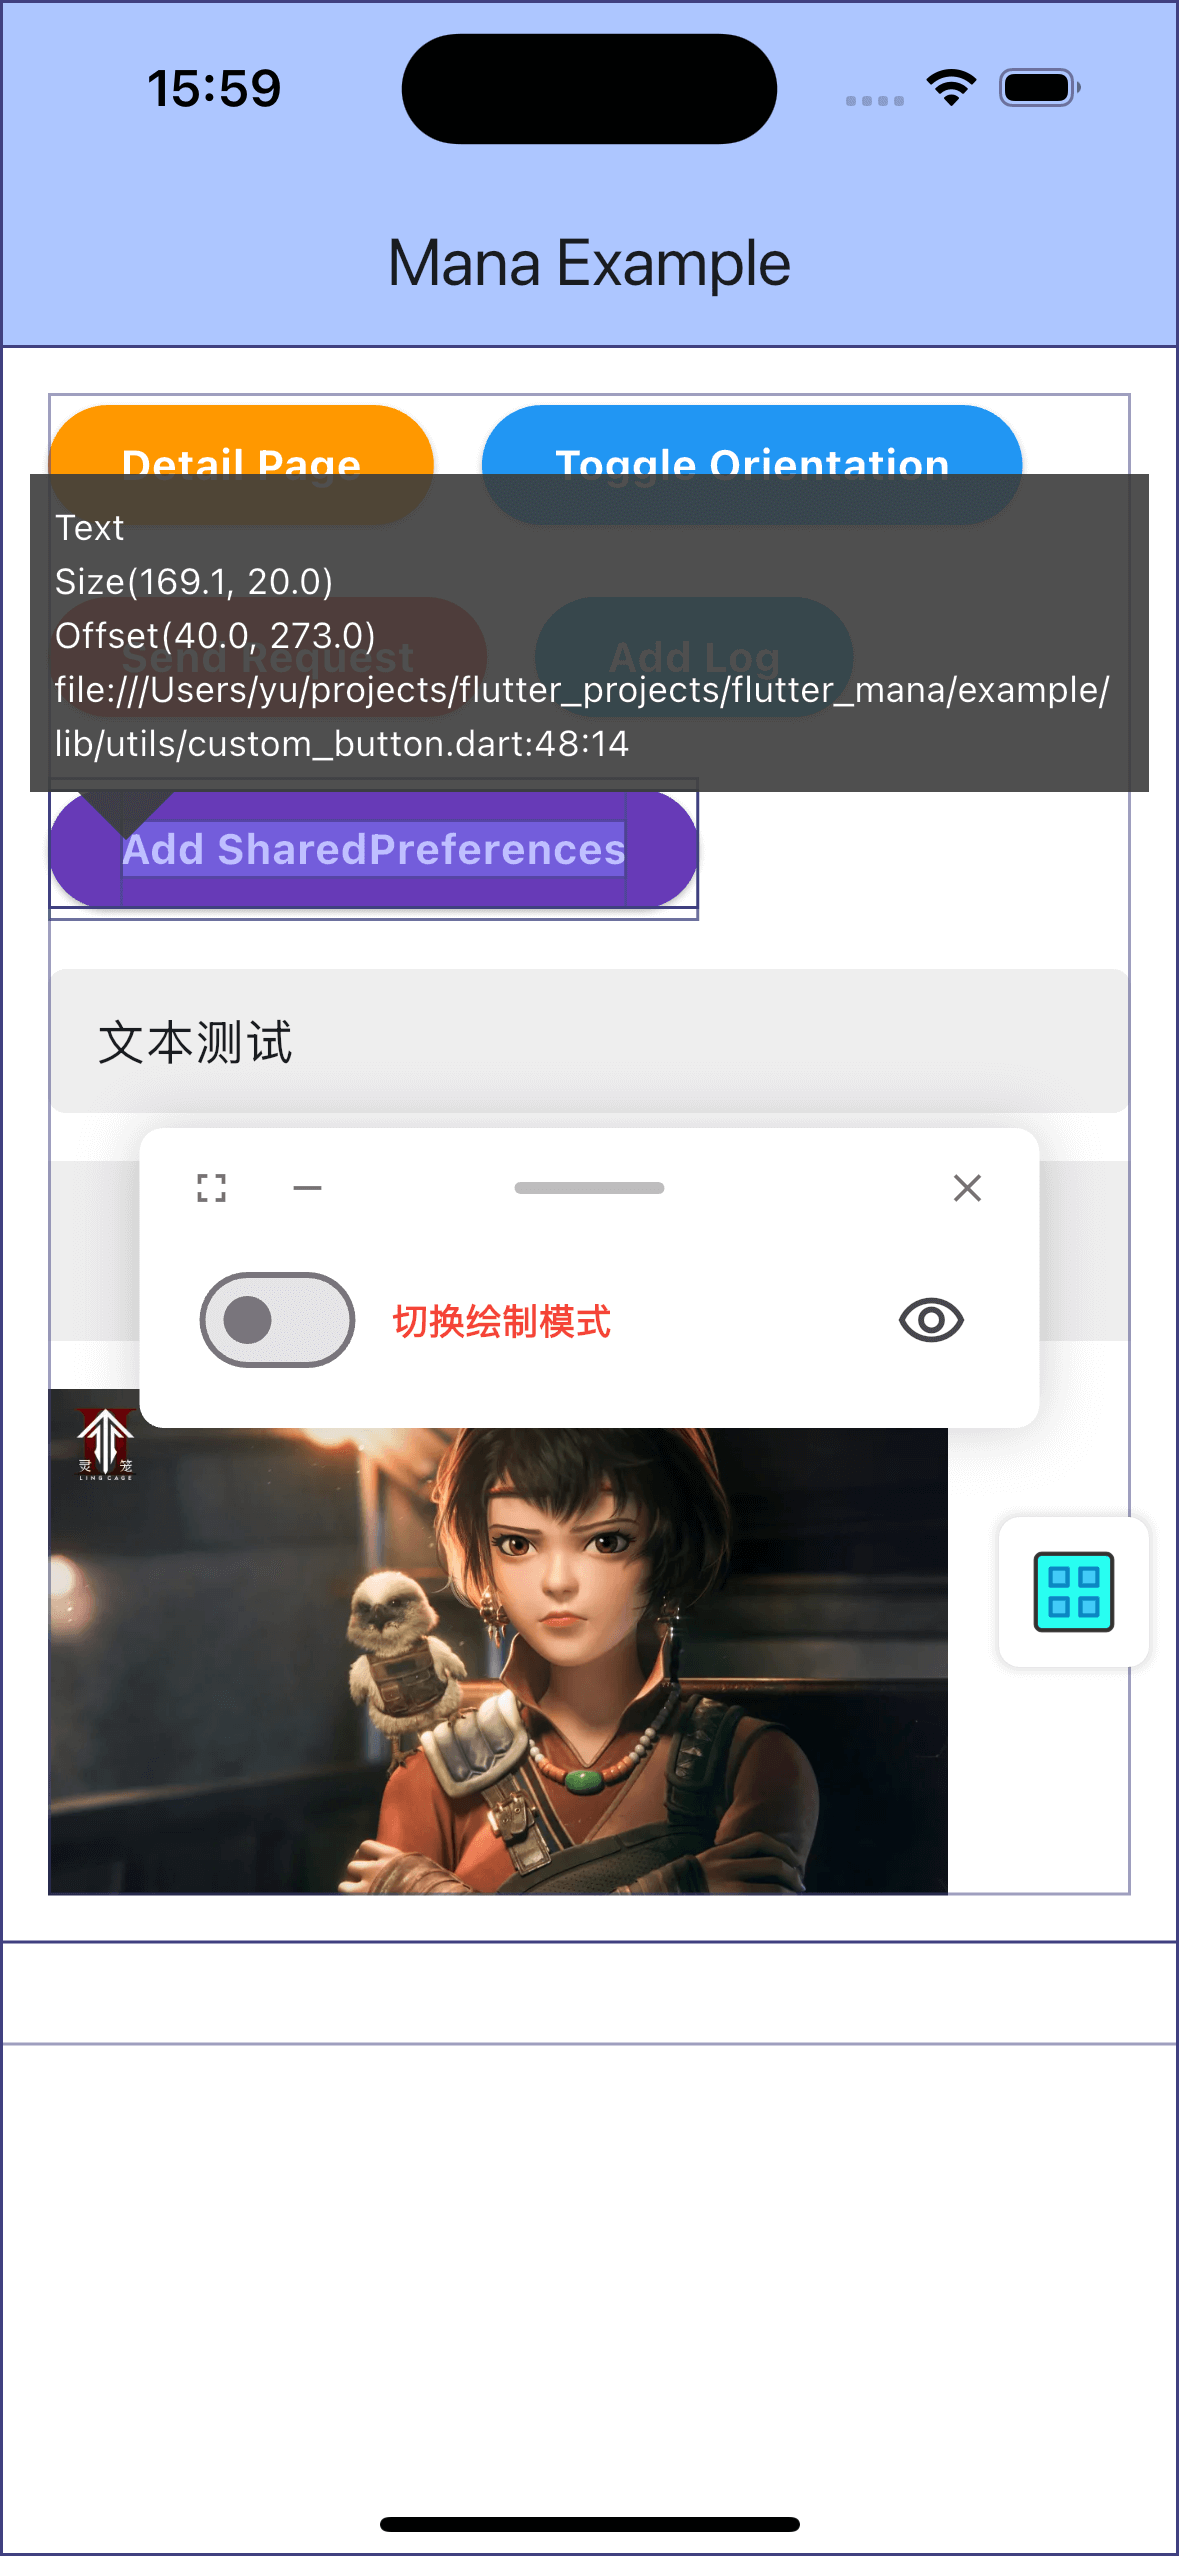 15:59
Mana Example
Detail Page
Toggle Orientation
Text
Size(169.1, 20.0)
Offset(40.0, 273.0)
Send Request
Add Log
file:///Users/yu/projects/flutter_projects/flutter_mana/example/
lib/utils/custom_button.dart:48:14
Add SharedPreferences
文本测试
切换绘制模式
灵笼
LING CAGE